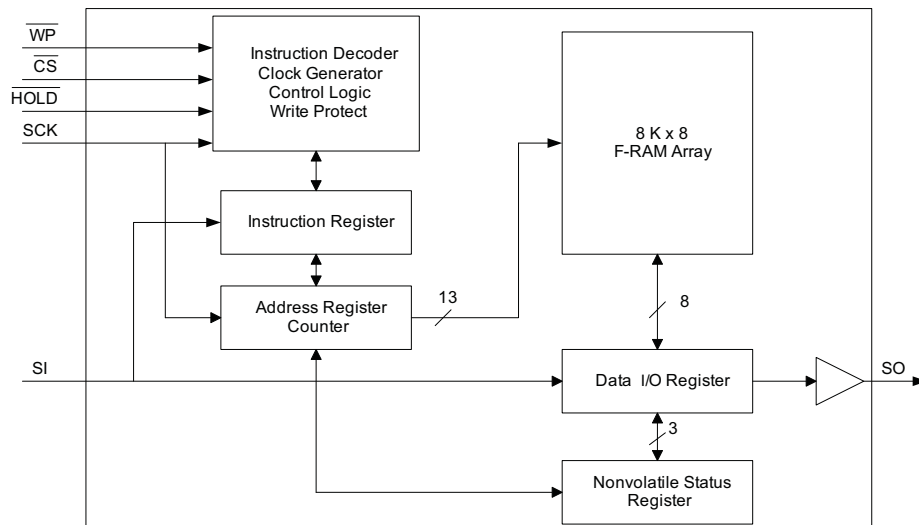 WP
CS
HOLD
SCK
Instruction Decoder
Clock Generator
Control Logic
Write Protect
8 K x 8
F-RAM Array
Instruction Register
Address Register
Counter
13
8
SI
Data I/O Register
SO
3
Nonvolatile Status
Register